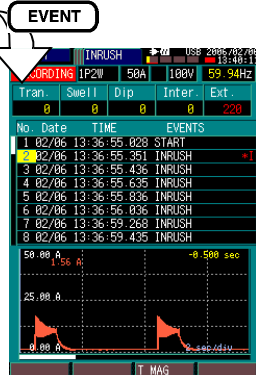 EVENT
INRUSH USB 2006/02/06
13:40:11
RECORDING 1P2W 50A 100V 59.94Hz
Tran. Swell Dip Inter. Ext.
0 0 0 0 220
No. Date TIME EVENTS
1 02/06 13:36:55.028 START
2 02/06 13:36:55.351 INRUSH *I
3 02/06 13:36:55.436 INRUSH
4 02/06 13:36:55.635 INRUSH
5 02/06 13:36:55.836 INRUSH
6 02/06 13:36:56.036 INRUSH
7 02/06 13:36:59.268 INRUSH
8 02/06 13:36:59.435 INRUSH
50.00 A -0.500 sec
1.56 A
25.00 A
0.00 A 2 sec/div
T MAG